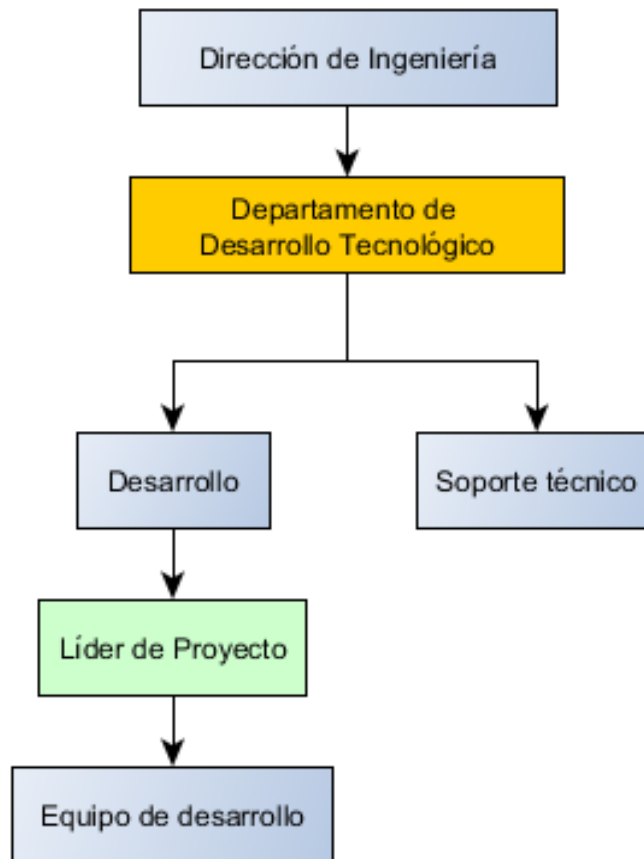 Dirección de Ingeniería
Departamento de
Desarrollo Tecnológico
Desarrollo
Soporte técnico
Líder de Proyecto
Equipo de desarrollo